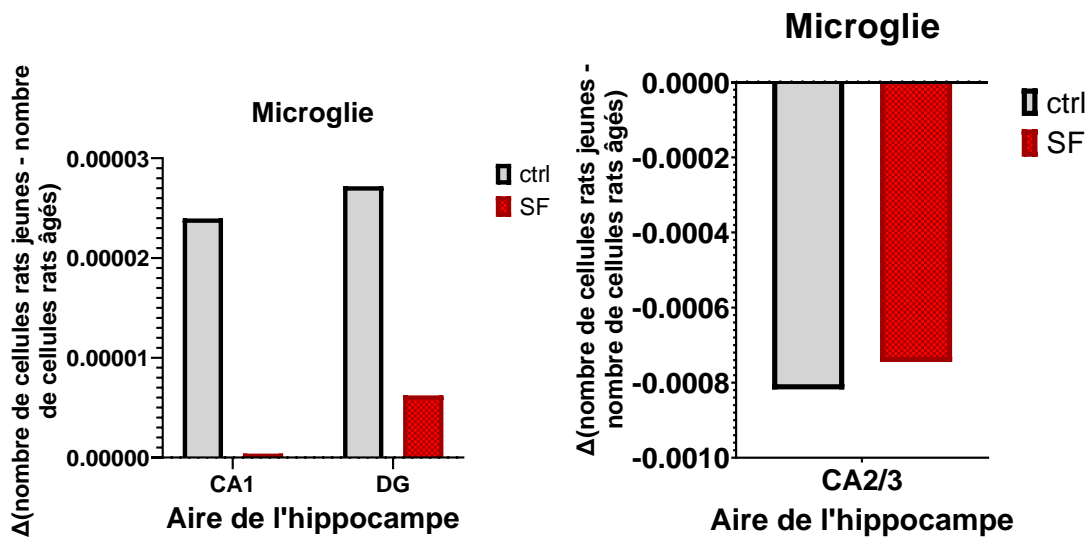 Microglie
Δ(nombre de cellules rats jeunes - nombre
de cellules rats âgés)
0.00003
0.00002
0.00001
0.00000
CA1
DG
Aire de l'hippocampe
ctrl
SF
Microglie
Δ(nombre de cellules rats jeunes -
nombre de cellules rats âgés)
0.0000
-0.0002
-0.0004
-0.0006
-0.0008
-0.0010
CA2/3
Aire de l'hippocampe
ctrl
SF